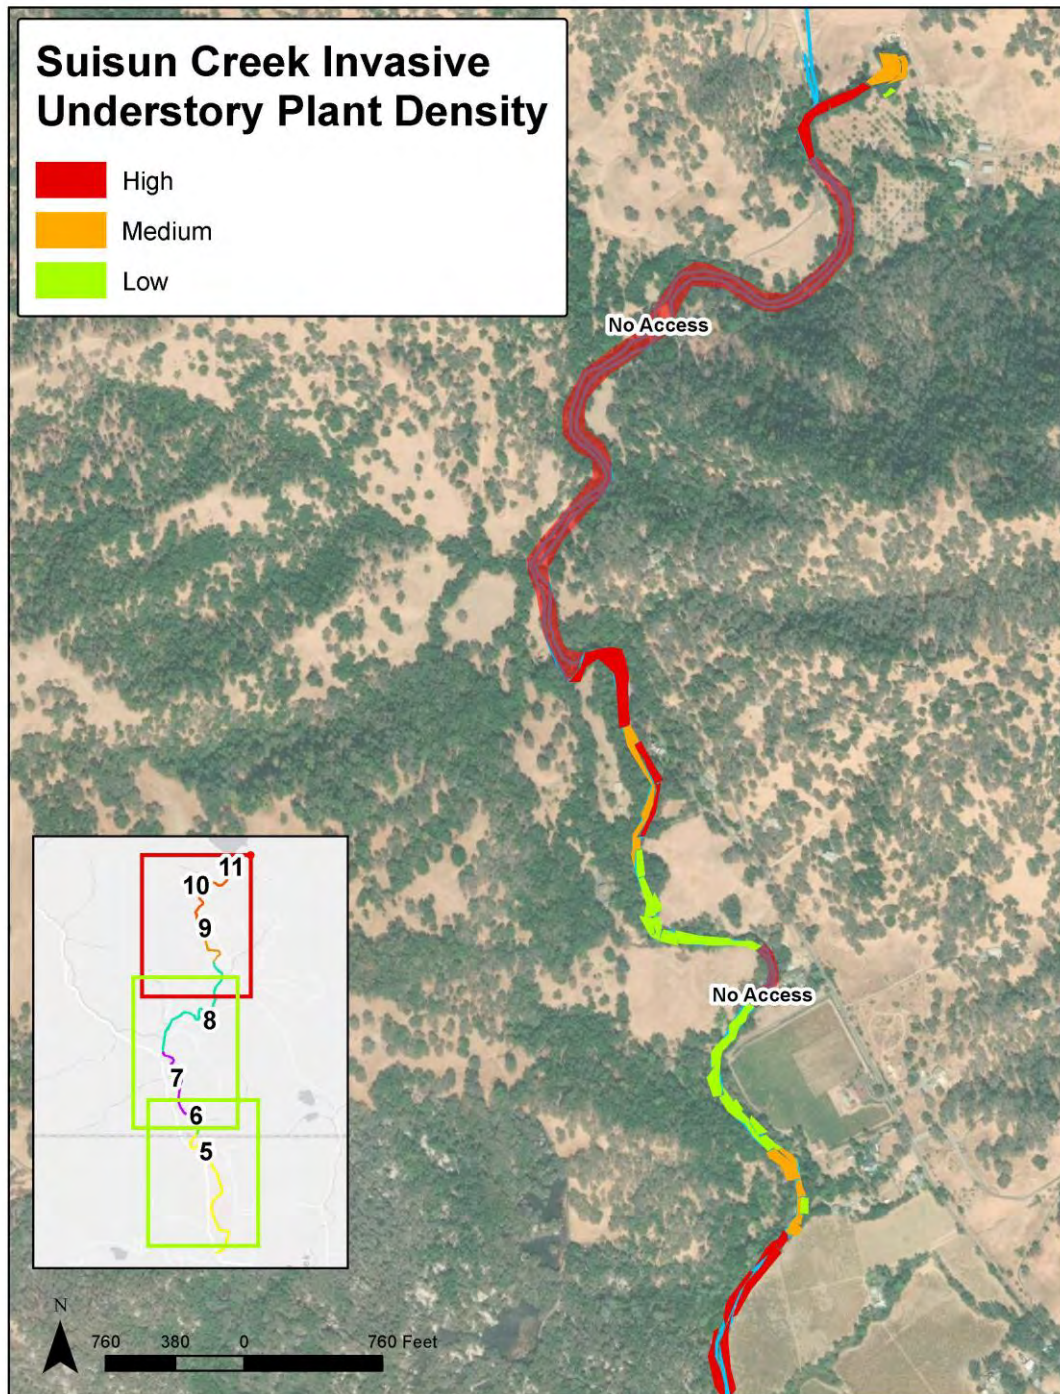 Suisun Creek Invasive
Understory Plant Density
High
Medium
Low
No Access
No Access
11
10
9
8
7
6
5
N
760 380 0 760 Feet